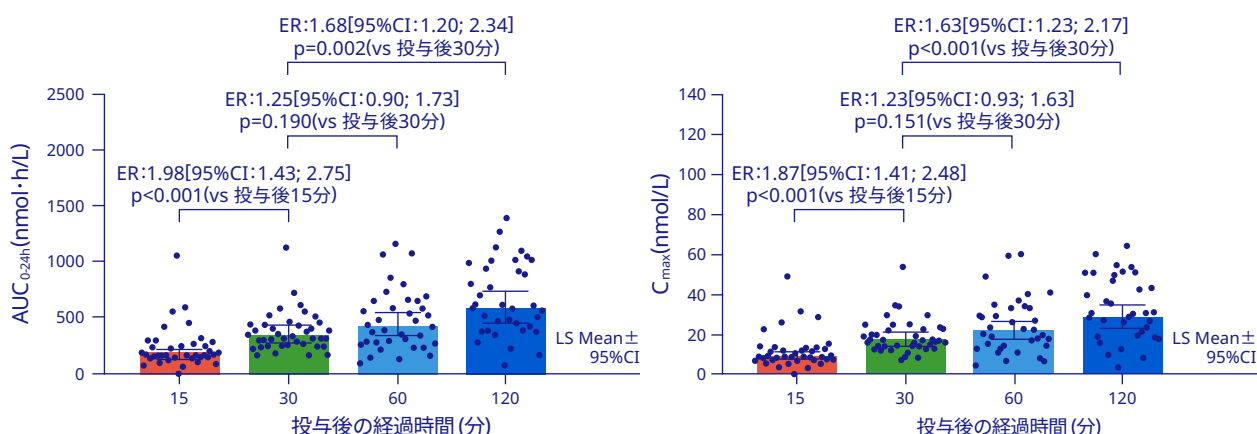 ER:1.68[95%CI:1.20; 2.34]
p=0.002(vs 投与後30分)
ER:1.25[95%CI:0.90; 1.73]
p=0.190(vs 投与後30分)
ER:1.98[95%CI:1.43; 2.75]
p<0.001(vs 投与後15分)
AUC0-24h(nmol・h/L)
2500
2000
1500
1000
500
0
15
30
60
120
投与後の経過時間(分)
LS Mean±
95%CI
ER:1.63[95%CI:1.23; 2.17]
p<0.001(vs 投与後30分)
ER:1.23[95%CI:0.93; 1.63]
p=0.151(vs 投与後30分)
ER:1.87[95%CI:1.41; 2.48]
p<0.001(vs 投与後15分)
Cmax(nmol/L)
140
120
100
80
60
40
20
0
15
30
60
120
投与後の経過時間(分)
LS Mean±
95%CI